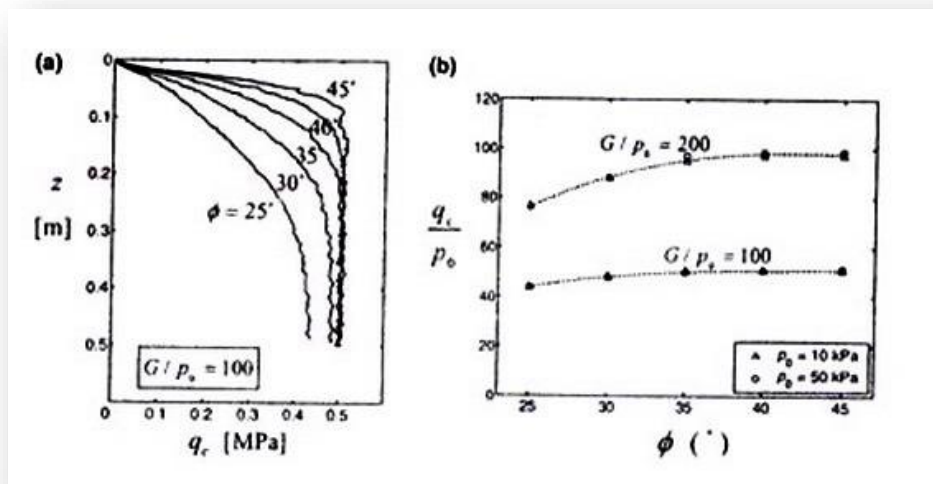 (a)
0
0.1
0.2
0.3
0.4
0.5
z
[m]
45°
40°
35
30°
ϕ = 25°
G / p₀ = 100
0 0.1 0.2 0.3 0.4 0.5
q_c [MPa]
(b)
120
100
80
60
40
20
0
q_c
p₀
G / p₀ = 200
G / p₀ = 100
p₀ = 10 kPa
p₀ = 50 kPa
25 30 35 40 45
ϕ (°)